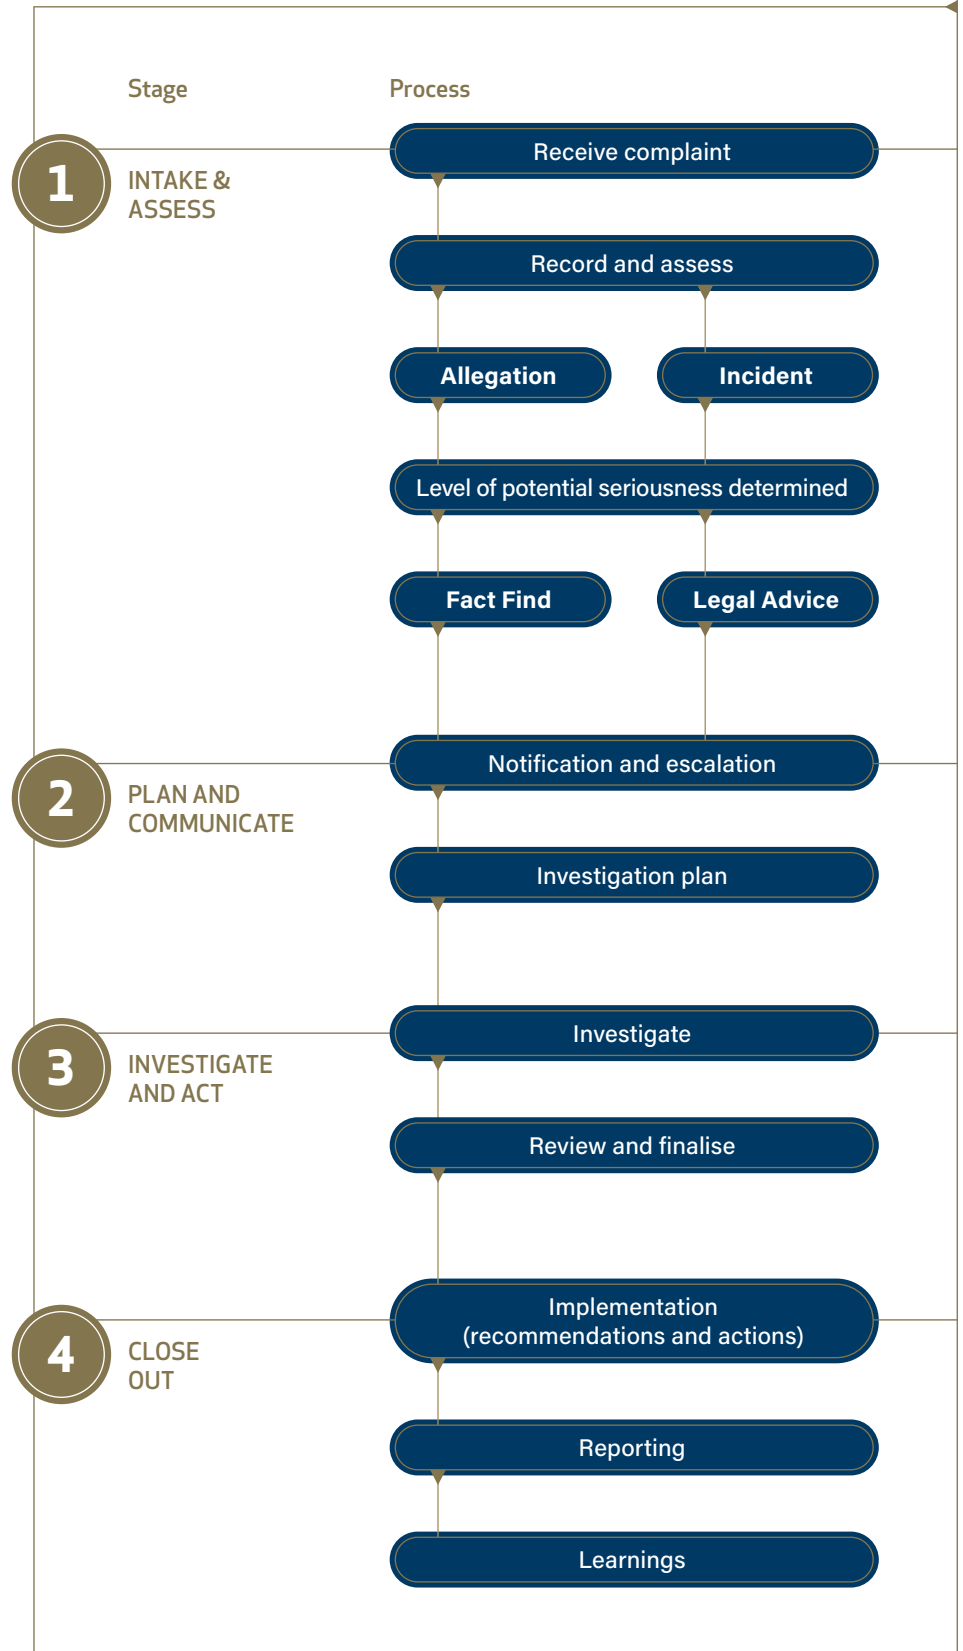 Stage
Process
1
INTAKE &
ASSESS
Receive complaint
Record and assess
Allegation
Incident
Level of potential seriousness determined
Fact Find
Legal Advice
2
PLAN AND
COMMUNICATE
Notification and escalation
Investigation plan
3
INVESTIGATE
AND ACT
Investigate
Review and finalise
4
CLOSE
OUT
Implementation
(recommendations and actions)
Reporting
Learnings